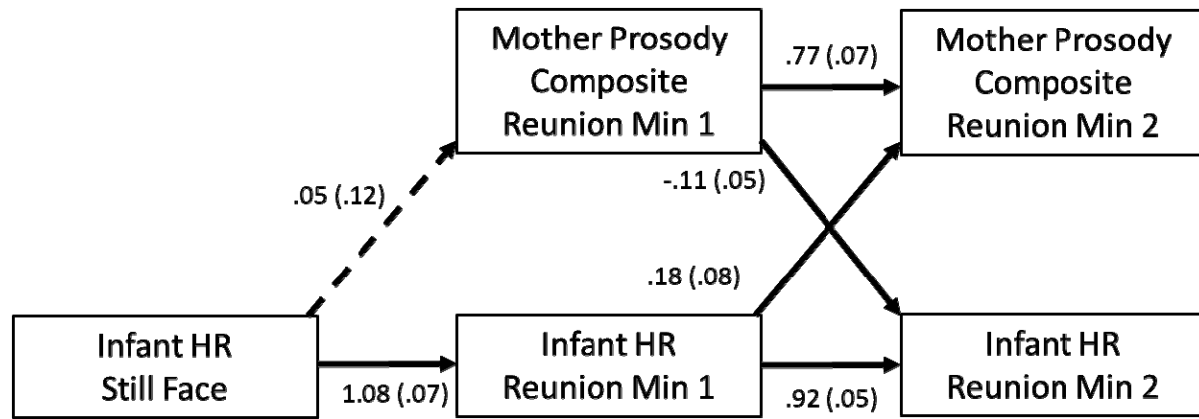 Mother Prosody
Composite
Reunion Min 1
.77 (.07)
Mother Prosody
Composite
Reunion Min 2
.05 (.12)
-.11 (.05)
.18 (.08)
Infant HR
Still Face
1.08 (.07)
Infant HR
Reunion Min 1
.92 (.05)
Infant HR
Reunion Min 2